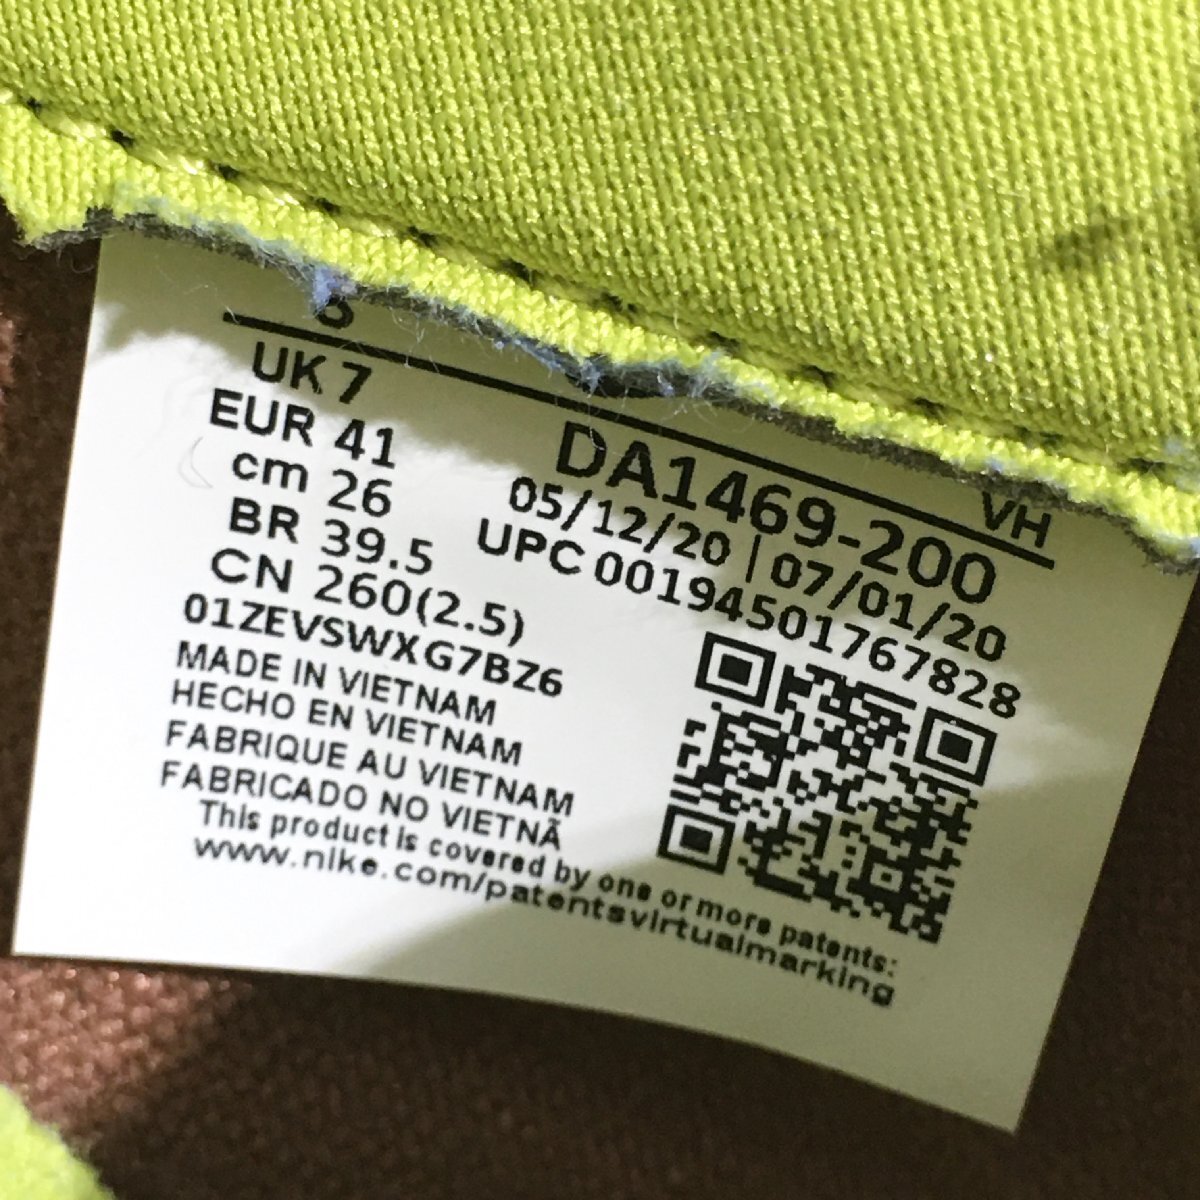 8
UK 7
EUR 41
cm 26
BR 39.5
CN 260(2.5)
01ZEVSWXG7BZ6
VH
DA1469-200
05/12/20 | 07/01/20
UPC 00194501767828
MADE IN VIETNAM
HECHO EN VIETNAM
FABRIQUE AU VIETNAM
FABRICADO NO VIETNÃ
This product is covered by one or more patents:
www.nike.com/patentsvirtualmarking